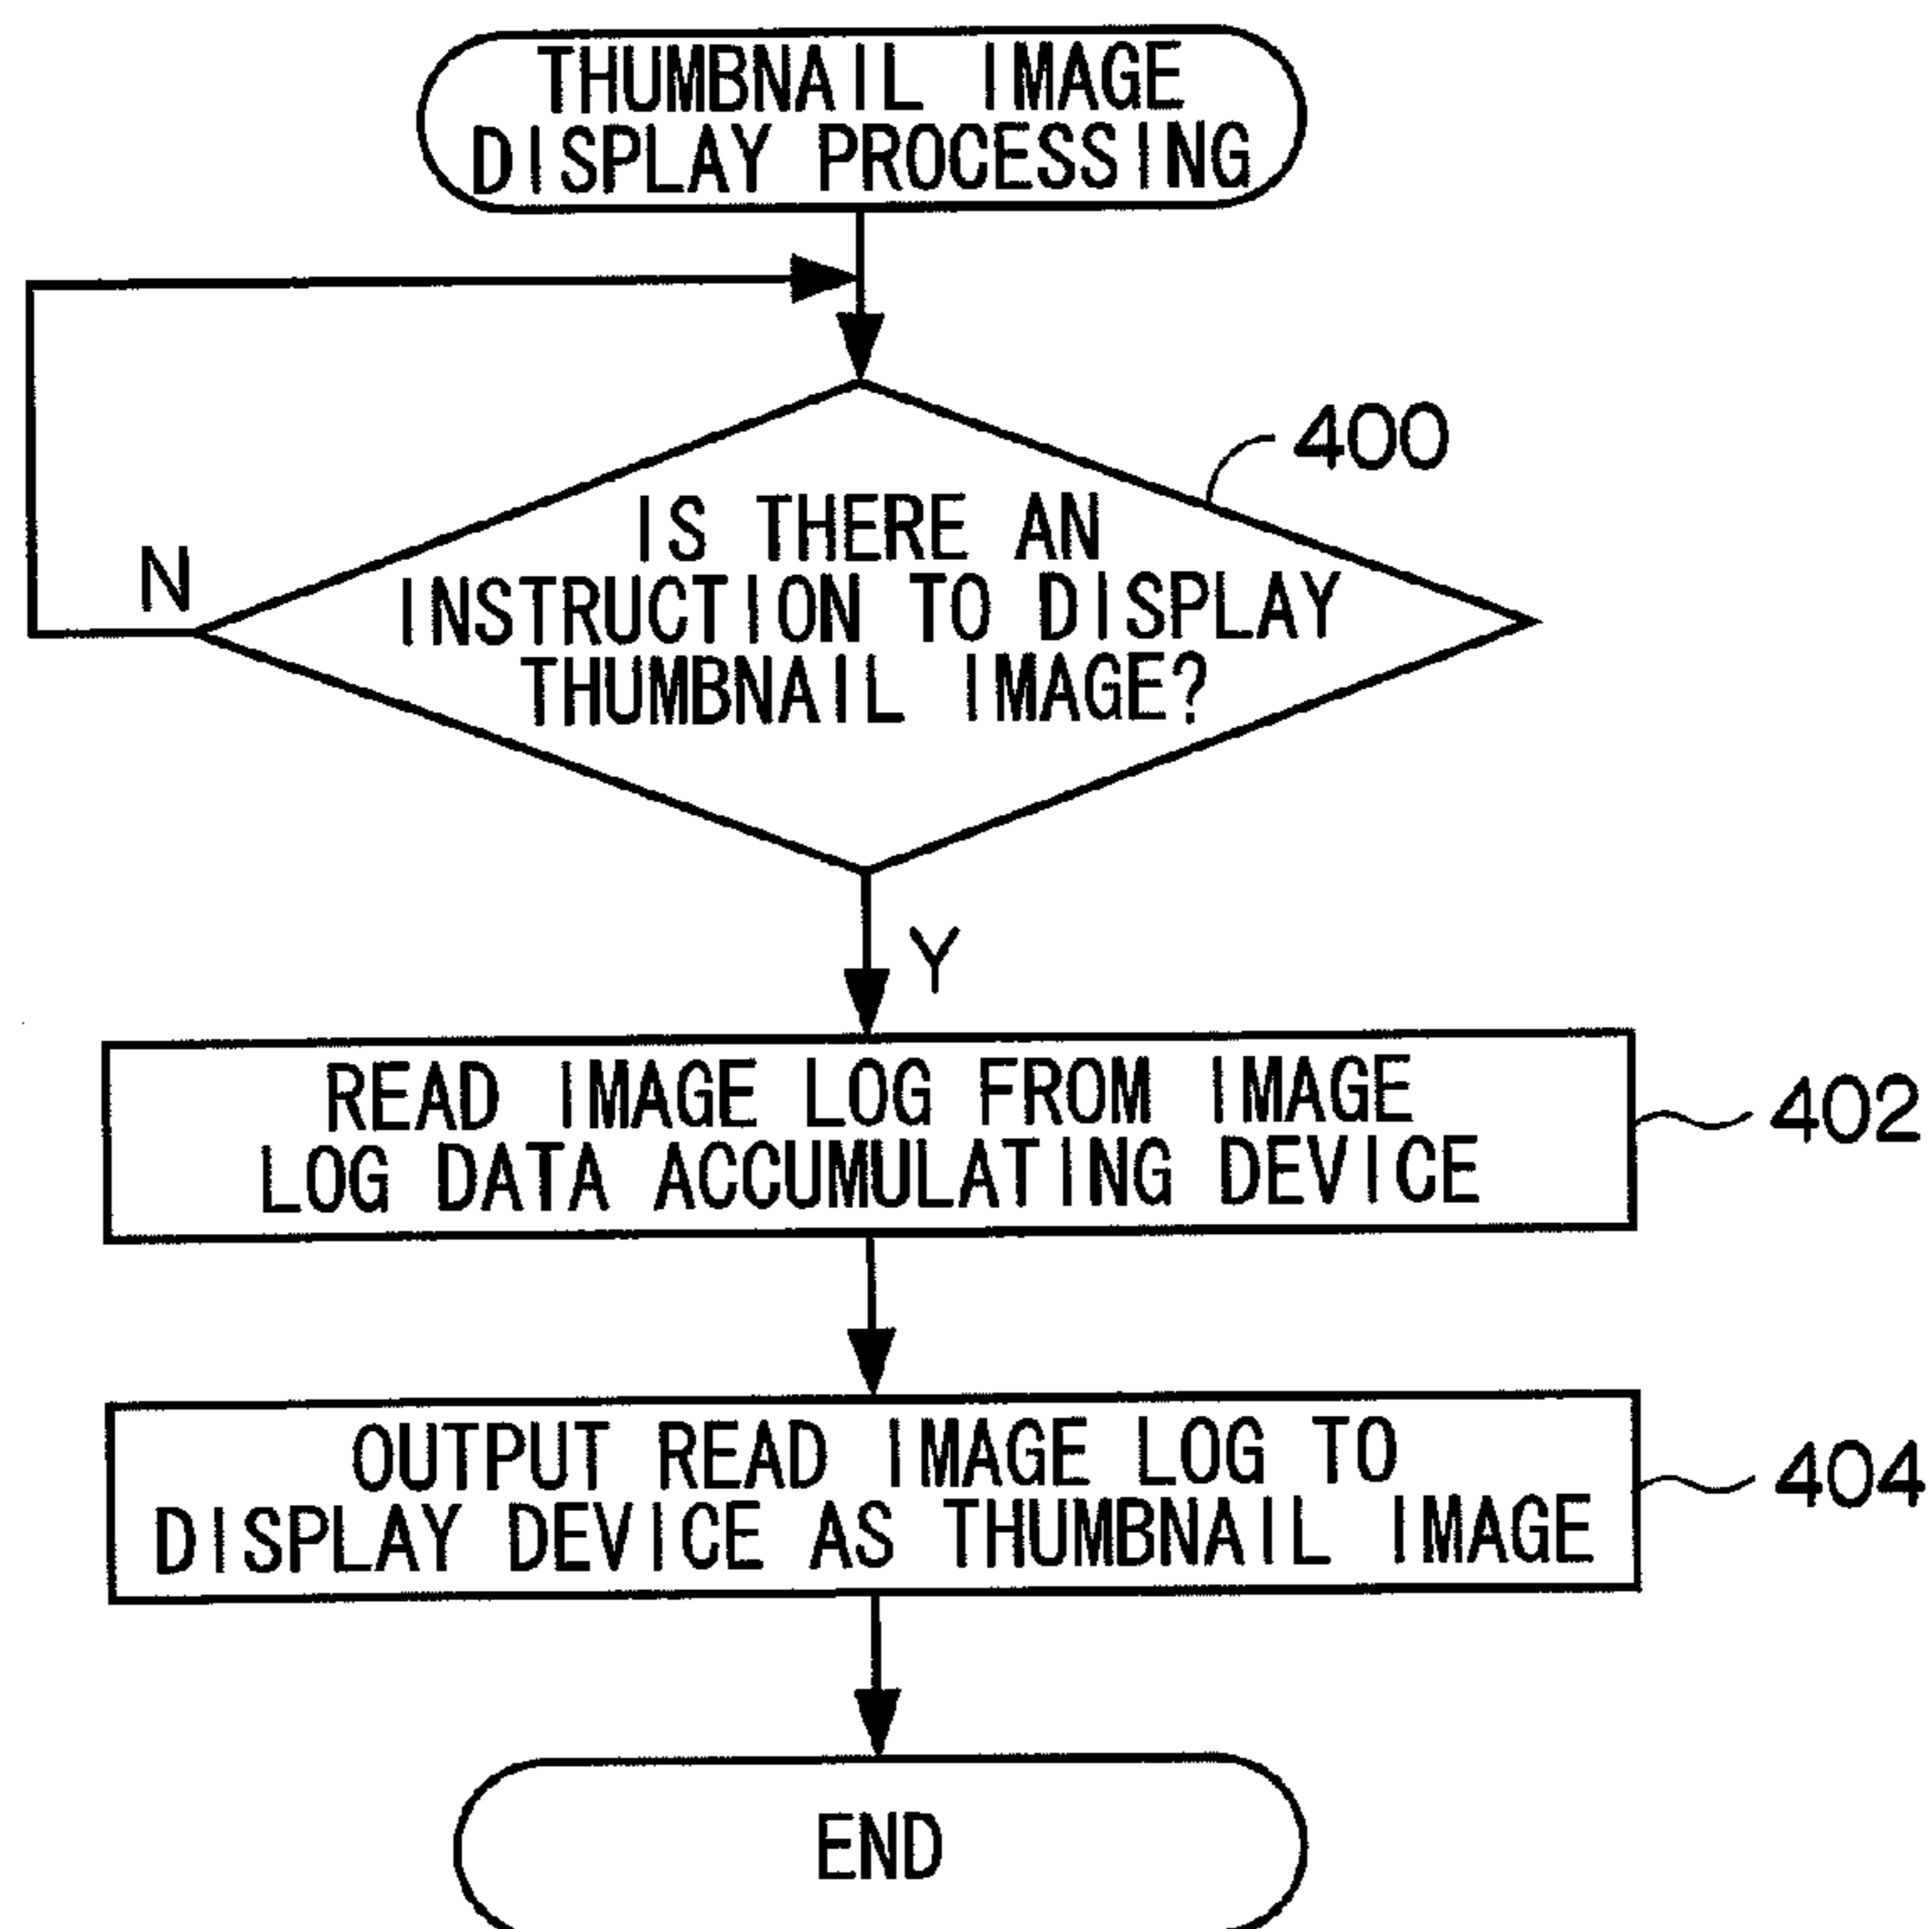 THUMBNAIL IMAGE
DISPLAY PROCESSING
400
IS THERE AN
N
INSTRUCTION TO DISPLAY
THUMBNAIL IMAGE?
Y
READ IMAGE LOG FROM IMAGE
LOG DATA ACCUMULATING DEVICE
402
OUTPUT READ IMAGE LOG TO
DISPLAY DEVICE AS THUMBNAIL IMAGE
404
END